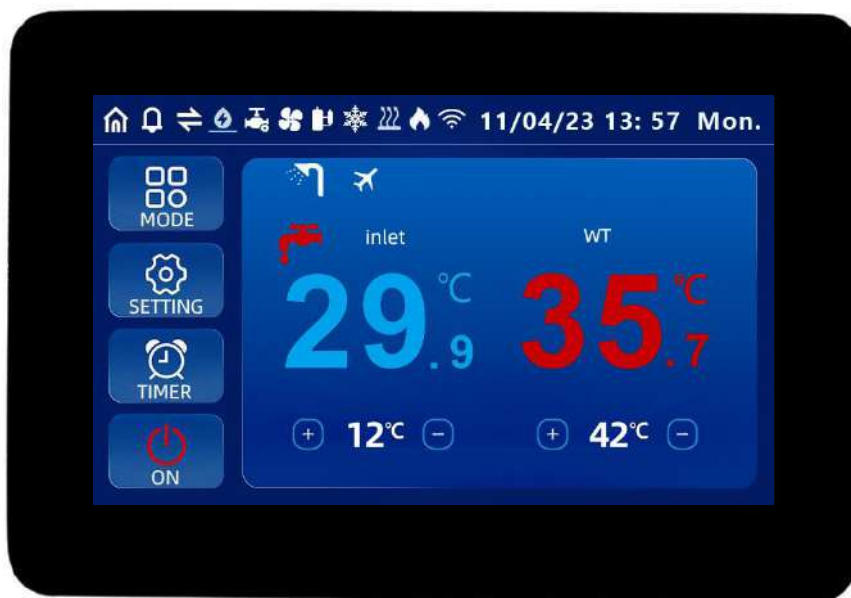 11/04/23 13: 57 Mon.
MODE
SETTING
TIMER
ON
inlet
WT
29.9℃
35.7℃
+ 12℃ -
+ 42℃ -